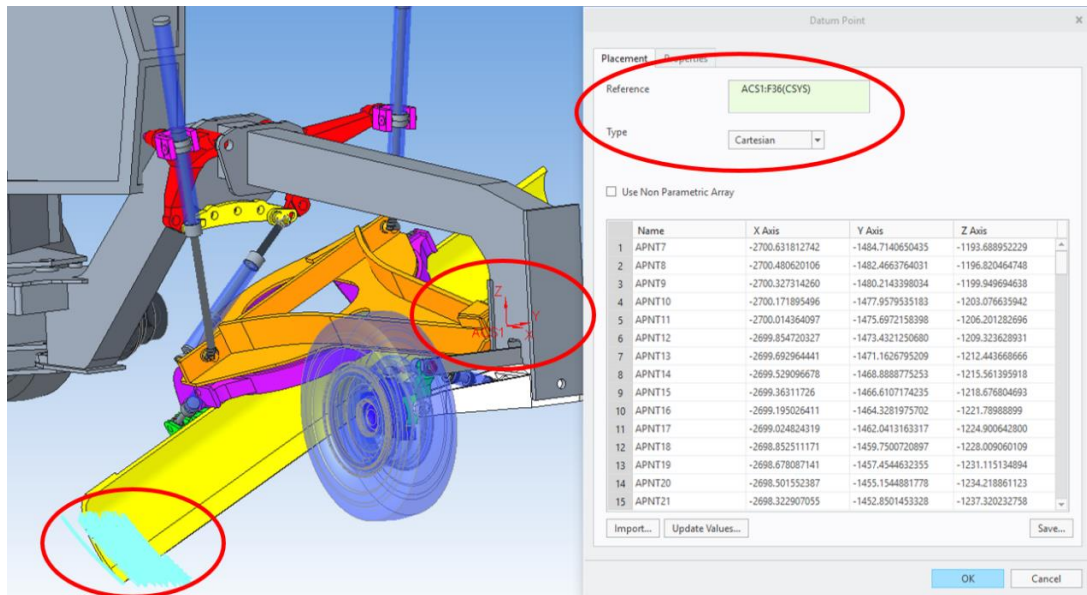 Datum Point
x
Placement Properties
Reference ACS1:F36(CSYS)
Type Cartesian
Use Non Parametric Array
Name X Axis Y Axis Z Axis
1 APNT7 -2700.631812742 -1484.7140650435 -1193.688952229
2 APNT8 -2700.480620106 -1482.4663764031 -1196.820464748
3 APNT9 -2700.327314260 -1480.2143398034 -1199.949694638
4 APNT10 -2700.171895496 -1477.9579535183 -1203.076635942
5 APNT11 -2700.014364097 -1475.6972158398 -1206.201282696
6 APNT12 -2699.854720327 -1473.4321250680 -1209.323628931
7 APNT13 -2699.692964441 -1471.1626795209 -1212.443668666
8 APNT14 -2699.529096678 -1468.8888775253 -1215.561395918
9 APNT15 -2699.36311726 -1466.6107174235 -1218.676804693
10 APNT16 -2699.195026411 -1464.3281975702 -1221.78988899
11 APNT17 -2699.024824319 -1462.0413163317 -1224.900642800
12 APNT18 -2698.852511171 -1459.7500720897 -1228.009060109
13 APNT19 -2698.678087141 -1457.4544632355 -1231.115134894
14 APNT20 -2698.501552387 -1455.1544881778 -1234.218861123
15 APNT21 -2698.322907055 -1452.8501453328 -1237.320232758
Import... Update Values... Save...
OK Cancel
Z
Y
ACS1 X